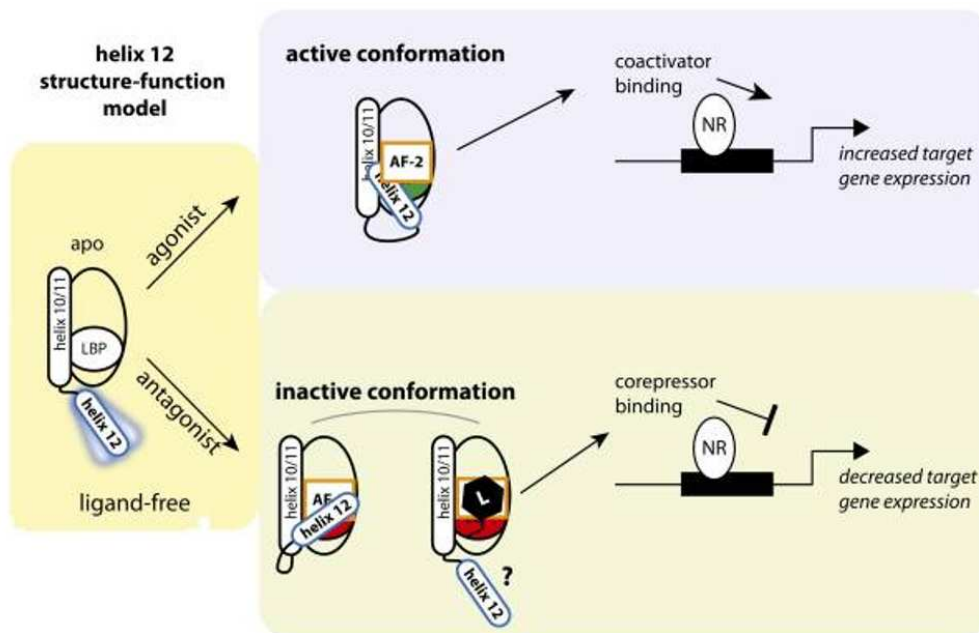 helix 12
structure-function
model
apo
helix 10/11
LBP
helix 12
ligand-free
agonist
antagonist
active conformation
helix 10/11
AF-2
helix 12
coactivator
binding
NR
increased target
gene expression
inactive conformation
helix 10/11
AF
helix 12
helix 10/11
L
helix 12
?
corepressor
binding
NR
decreased target
gene expression